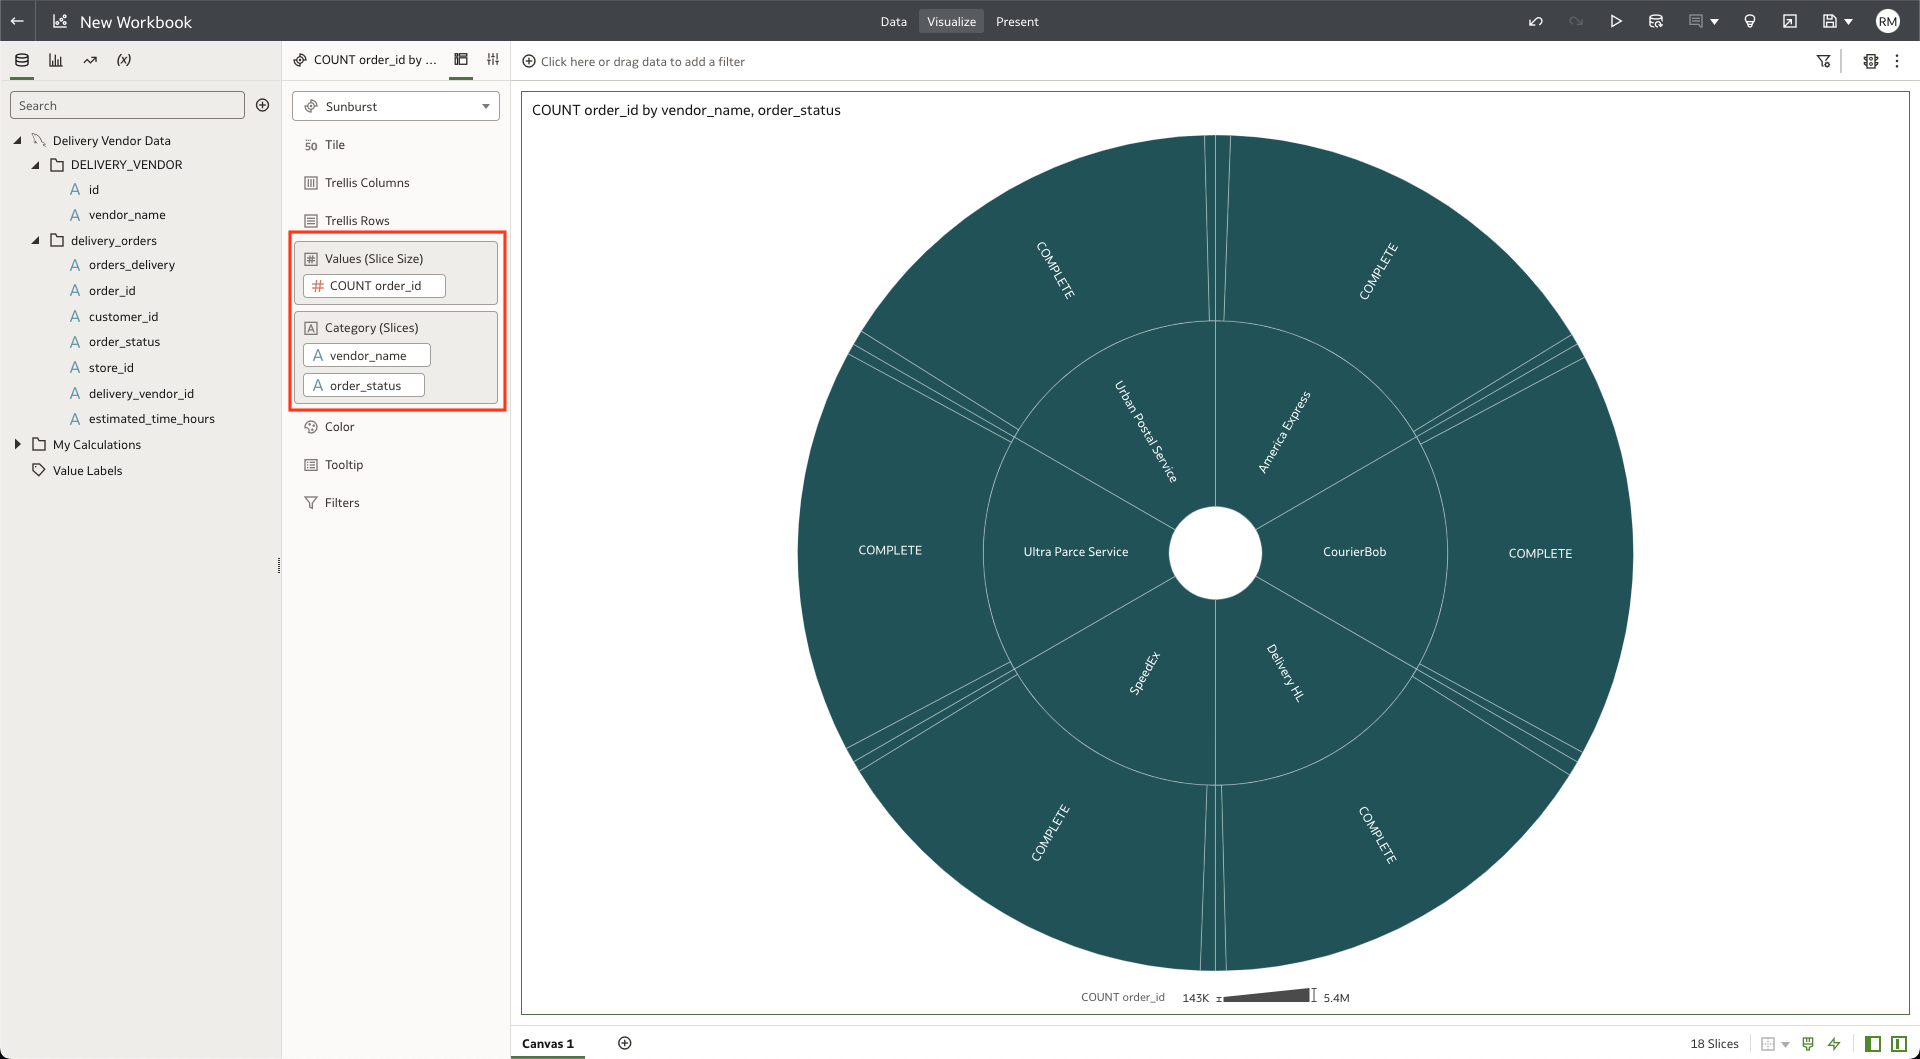 New Workbook
Data
Visualize
Present
RM
(x)
COUNT order_id by ...
Click here or drag data to add a filter
Search
Delivery Vendor Data
DELIVERY_VENDOR
A id
A vendor_name
delivery_orders
A orders_delivery
A order_id
A customer_id
A order_status
A store_id
A delivery_vendor_id
A estimated_time_hours
My Calculations
Value Labels
Sunburst
50 Tile
Trellis Columns
Trellis Rows
# Values (Slice Size)
# COUNT order_id
A Category (Slices)
A vendor_name
A order_status
Color
Tooltip
Filters
COUNT order_id by vendor_name, order_status
COMPLETE
COMPLETE
Urban Postal Service
America Express
COMPLETE
Ultra Parce Service
CourierBob
COMPLETE
SpeedEx
Delivery HL
COMPLETE
COMPLETE
COUNT order_id
143K
5.4M
Canvas 1
18 Slices